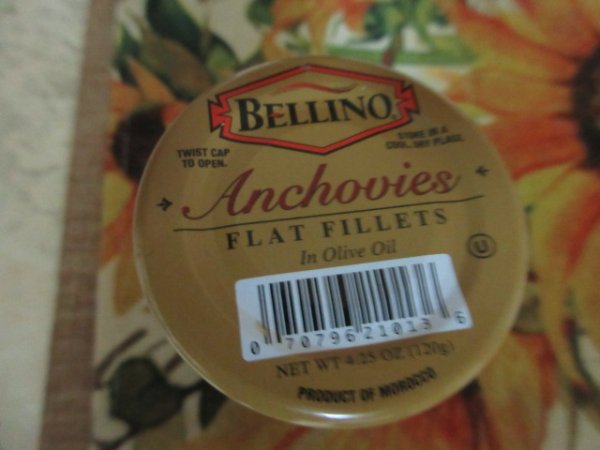 BELLINO®
TWIST CAP
TO OPEN.
STORE IN A
COOL, DRY PLACE.
Anchovies
FLAT FILLETS
In Olive Oil
U
0 70796 21013 6
NET WT 4.25 OZ (120g)
PRODUCT OF MOROCCO